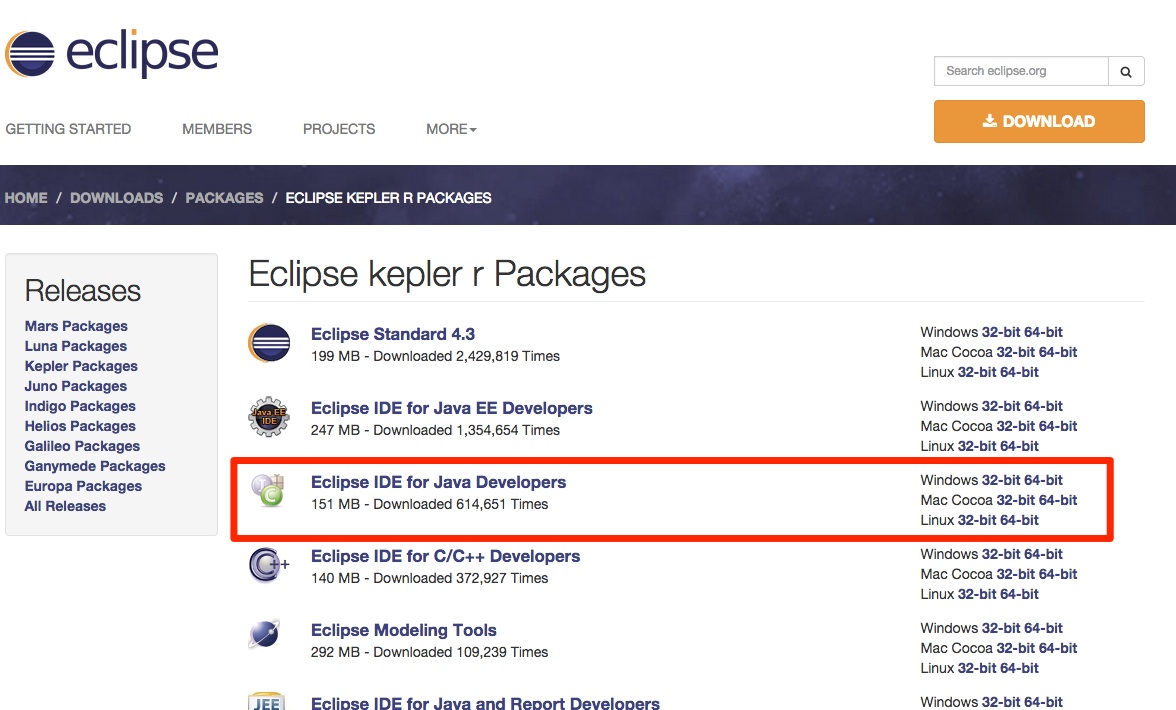 eclipse
Search eclipse.org
DOWNLOAD
GETTING STARTED MEMBERS PROJECTS MORE
HOME / DOWNLOADS / PACKAGES / ECLIPSE KEPLER R PACKAGES
Releases
Mars Packages
Luna Packages
Kepler Packages
Juno Packages
Indigo Packages
Helios Packages
Galileo Packages
Ganymede Packages
Europa Packages
All Releases
Eclipse kepler r Packages
Eclipse Standard 4.3
199 MB - Downloaded 2,429,819 Times
Windows 32-bit 64-bit
Mac Cocoa 32-bit 64-bit
Linux 32-bit 64-bit
Java EE
IDE
Eclipse IDE for Java EE Developers
247 MB - Downloaded 1,354,654 Times
Windows 32-bit 64-bit
Mac Cocoa 32-bit 64-bit
Linux 32-bit 64-bit
Eclipse IDE for Java Developers
151 MB - Downloaded 614,651 Times
Windows 32-bit 64-bit
Mac Cocoa 32-bit 64-bit
Linux 32-bit 64-bit
C++
Eclipse IDE for C/C++ Developers
140 MB - Downloaded 372,927 Times
Windows 32-bit 64-bit
Mac Cocoa 32-bit 64-bit
Linux 32-bit 64-bit
Eclipse Modeling Tools
292 MB - Downloaded 109,239 Times
Windows 32-bit 64-bit
Mac Cocoa 32-bit 64-bit
Linux 32-bit 64-bit
JEE
Eclipse IDE for Java and Report Developers
Windows 32-bit 64-bit